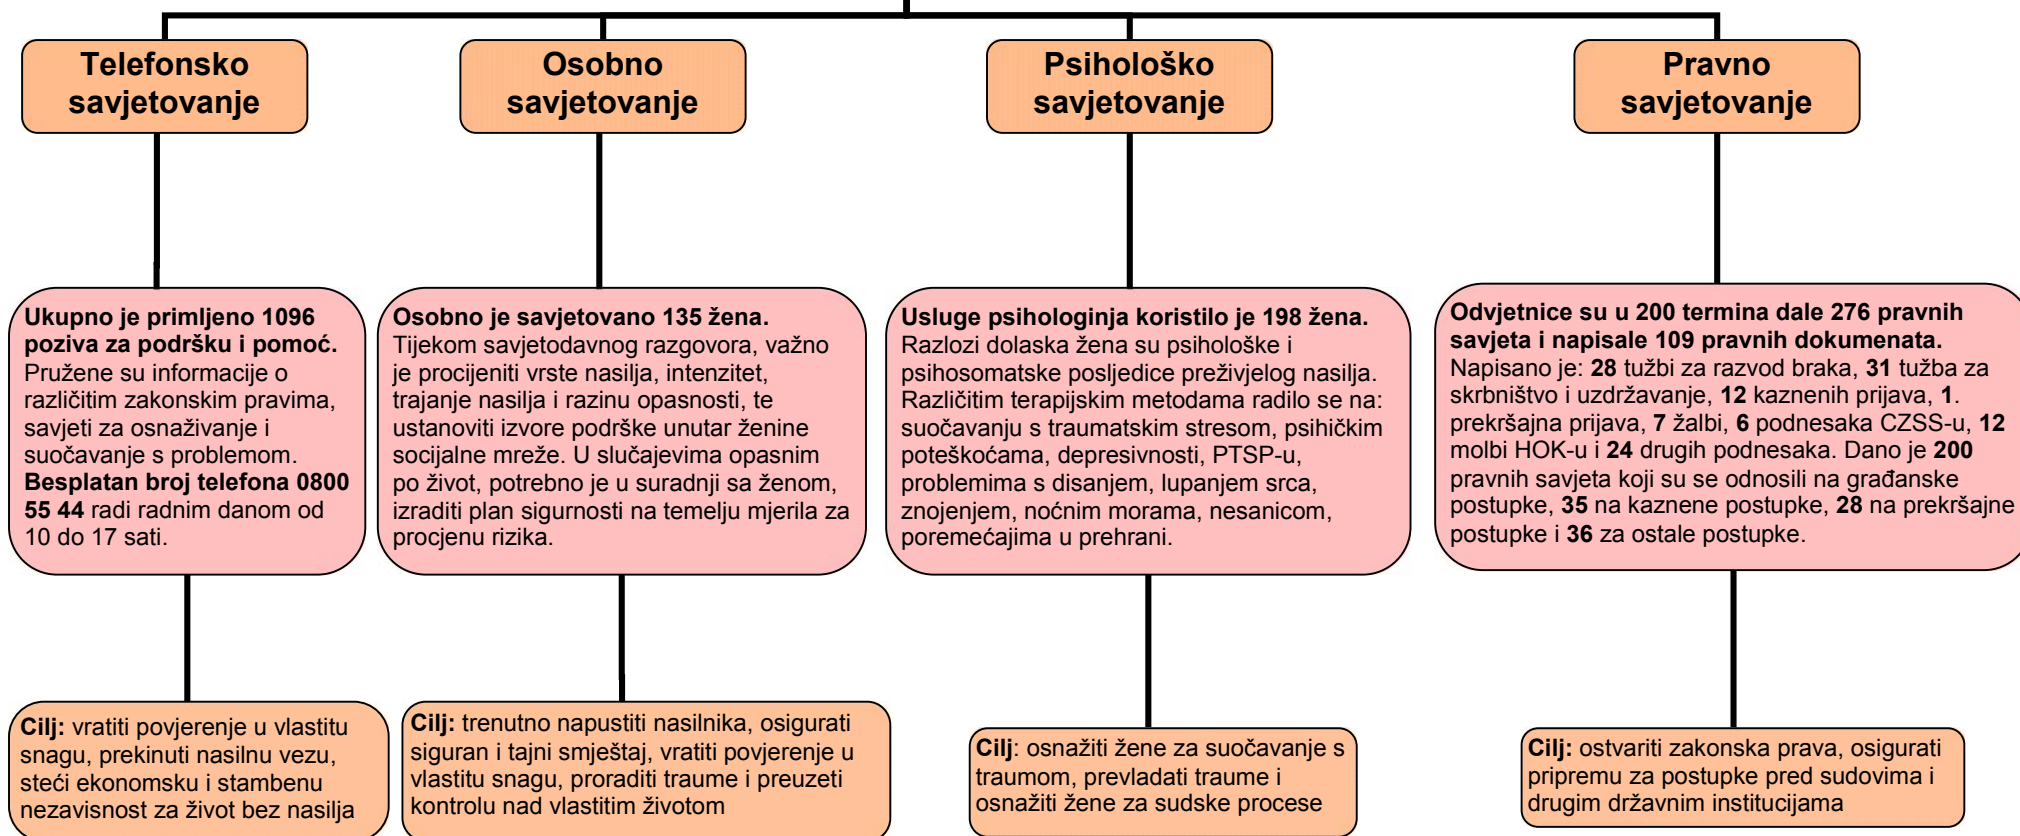 Telefonsko
savjetovanje
Osobno
savjetovanje
Psihološko
savjetovanje
Pravno
savjetovanje
Ukupno je primljeno 1096
poziva za podršku i pomoć.
Pružene su informacije o
različitim zakonskim pravima,
savjeti za osnaživanje i
suočavanje s problemom.
Besplatan broj telefona 0800
55 44 radi radnim danom od
10 do 17 sati.
Osobno je savjetovano 135 žena.
Tijekom savjetodavnog razgovora, važno
je procijeniti vrste nasilja, intenzitet,
trajanje nasilja i razinu opasnosti, te
ustanoviti izvore podrške unutar ženine
socijalne mreže. U slučajevima opasnim
po život, potrebno je u suradnji sa ženom,
izraditi plan sigurnosti na temelju mjerila za
procjenu rizika.
Usluge psihologinja koristilo je 198 žena.
Razlozi dolaska žena su psihološke i
psihosomatske posljedice preživjelog nasilja.
Različitim terapijskim metodama radilo se na:
suočavanju s traumatskim stresom, psihičkim
poteškoćama, depresivnosti, PTSP-u,
problemima s disanjem, lupanjem srca,
znojenjem, noćnim morama, nesanicom,
poremećajima u prehrani.
Odvjetnice su u 200 termina dale 276 pravnih
savjeta i napisale 109 pravnih dokumenata.
Napisano je: 28 tužbi za razvod braka, 31 tužba za
skrbništvo i uzdržavanje, 12 kaznenih prijava, 1.
prekršajna prijava, 7 žalbi, 6 podnesaka CZSS-u, 12
molbi HOK-u i 24 drugih podnesaka. Dano je 200
pravnih savjeta koji su se odnosili na građanske
postupke, 35 na kaznene postupke, 28 na prekršajne
postupke i 36 za ostale postupke.
Cilj: vratiti povjerenje u vlastitu
snagu, prekinuti nasilnu vezu,
steći ekonomsku i stambenu
nezavisnost za život bez nasilja
Cilj: trenutno napustiti nasilnika, osigurati
siguran i tajni smještaj, vratiti povjerenje u
vlastitu snagu, proraditi traume i preuzeti
kontrolu nad vlastitim životom
Cilj: osnažiti žene za suočavanje s
traumom, prevladati traume i
osnažiti žene za sudske procese
Cilj: ostvariti zakonska prava, osigurati
pripremu za postupke pred sudovima i
drugim državnim institucijama